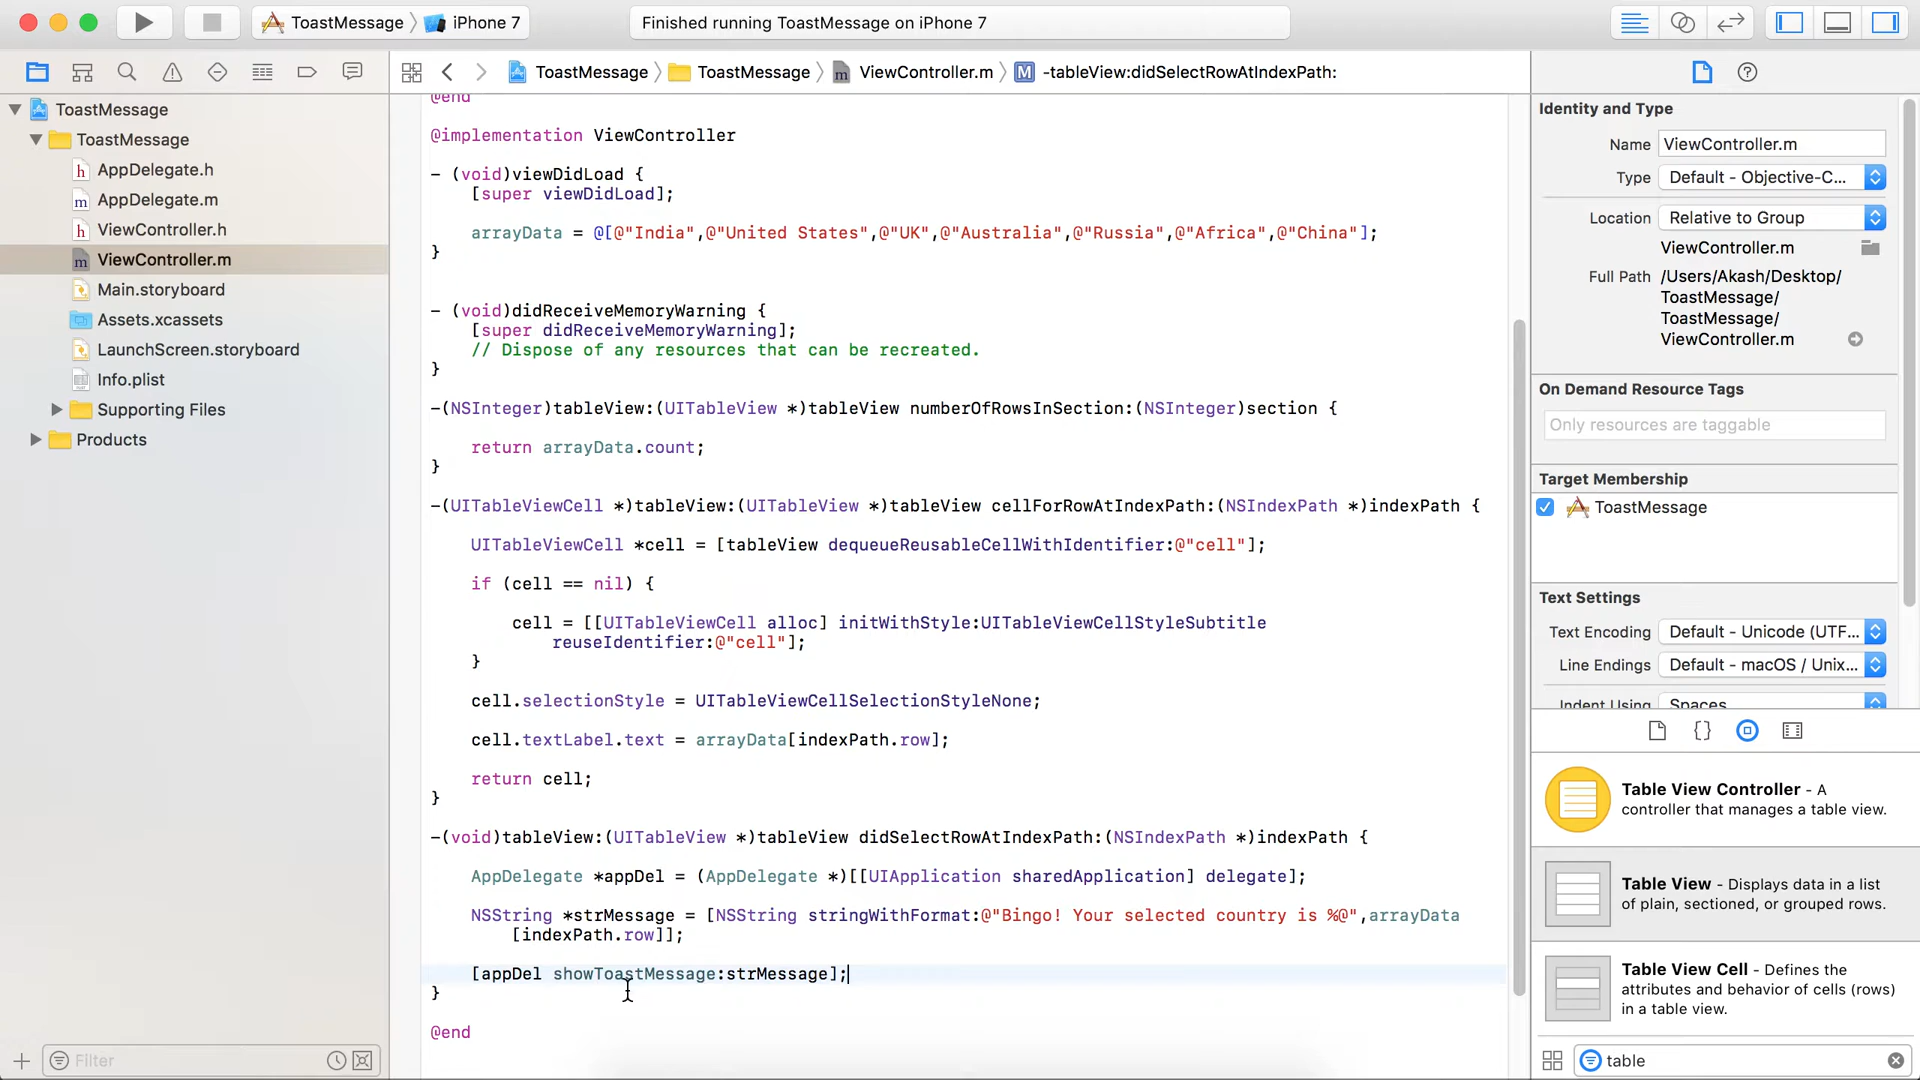 ToastMessage
iPhone 7
Finished running ToastMessage on iPhone 7
ToastMessage
ToastMessage
ViewController.m
M
-tableView:didSelectRowAtIndexPath:
ToastMessage
ToastMessage
AppDelegate.h
AppDelegate.m
ViewController.h
ViewController.m
Main.storyboard
Assets.xcassets
LaunchScreen.storyboard
Info.plist
Supporting Files
Products
Filter
@end
@implementation ViewController
- (void)viewDidLoad {
[super viewDidLoad];
arrayData = @[@"India",@"United States",@"UK",@"Australia",@"Russia",@"Africa",@"China"];
}
- (void)didReceiveMemoryWarning {
[super didReceiveMemoryWarning];
// Dispose of any resources that can be recreated.
}
-(NSInteger)tableView:(UITableView *)tableView numberOfRowsInSection:(NSInteger)section {
return arrayData.count;
}
-(UITableViewCell *)tableView:(UITableView *)tableView cellForRowAtIndexPath:(NSIndexPath *)indexPath {
UITableViewCell *cell = [tableView dequeueReusableCellWithIdentifier:@"cell"];
if (cell == nil) {
cell = [[UITableViewCell alloc] initWithStyle:UITableViewCellStyleSubtitle
reuseIdentifier:@"cell"];
}
cell.selectionStyle = UITableViewCellSelectionStyleNone;
cell.textLabel.text = arrayData[indexPath.row];
return cell;
}
-(void)tableView:(UITableView *)tableView didSelectRowAtIndexPath:(NSIndexPath *)indexPath {
AppDelegate *appDel = (AppDelegate *)[[UIApplication sharedApplication] delegate];
NSString *strMessage = [NSString stringWithFormat:@"Bingo! Your selected country is %@",arrayData
[indexPath.row]];
[appDel showToastMessage:strMessage];
}
@end
Identity and Type
Name ViewController.m
Type Default - Objective-C...
Location Relative to Group
ViewController.m
Full Path /Users/Akash/Desktop/
ToastMessage/
ToastMessage/
ViewController.m
On Demand Resource Tags
Only resources are taggable
Target Membership
ToastMessage
Text Settings
Text Encoding Default - Unicode (UTF...
Line Endings Default - macOS / Unix...
Indent Using Spaces
Table View Controller - A
controller that manages a table view.
Table View - Displays data in a list
of plain, sectioned, or grouped rows.
Table View Cell - Defines the
attributes and behavior of cells (rows)
in a table view.
table